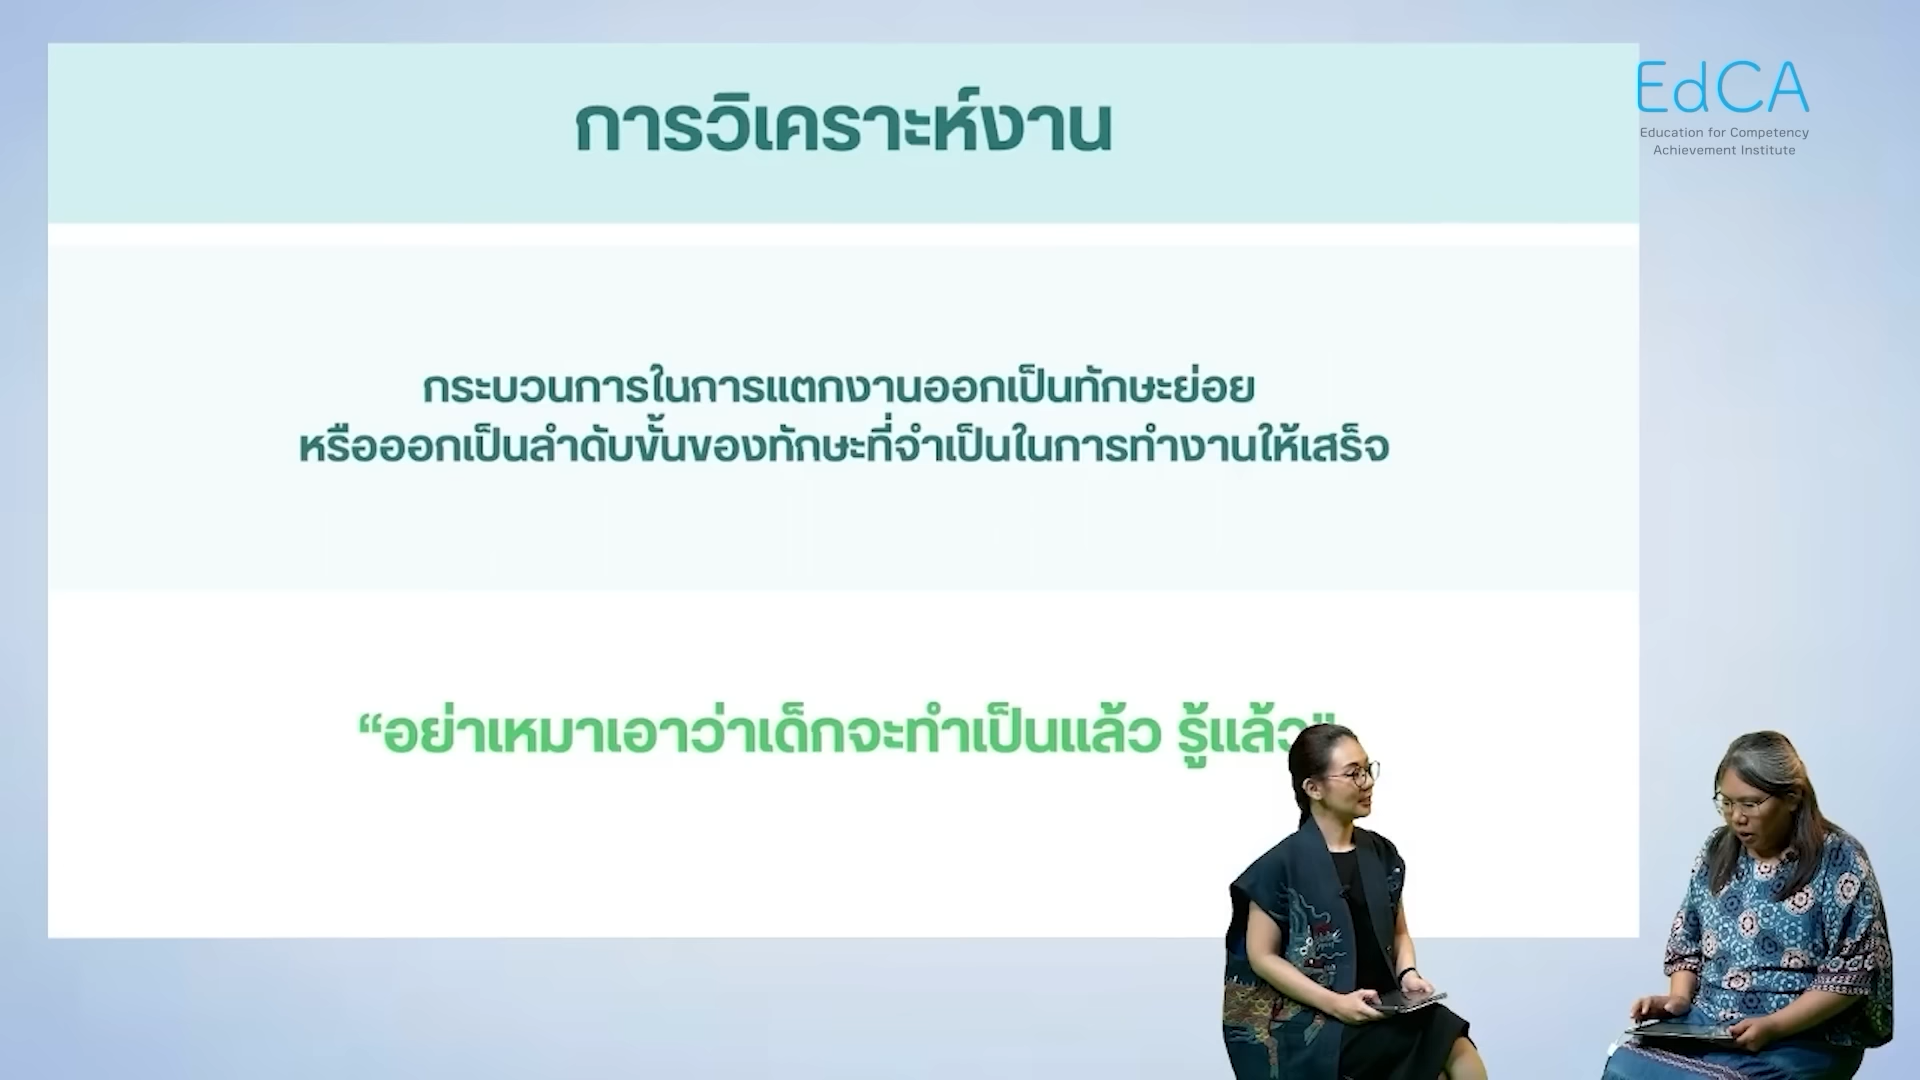 การวิเคราะห์งาน
EdCA
Education for Competency
Achievement Institute
กระบวนการในการแตกงานออกเป็นทักษะย่อย
หรือออกเป็นลำดับขั้นของทักษะที่จำเป็นในการทำงานให้เสร็จ
“อย่าเหมาเอาว่าเด็กจะทำเป็นแล้ว รู้แล้ว”